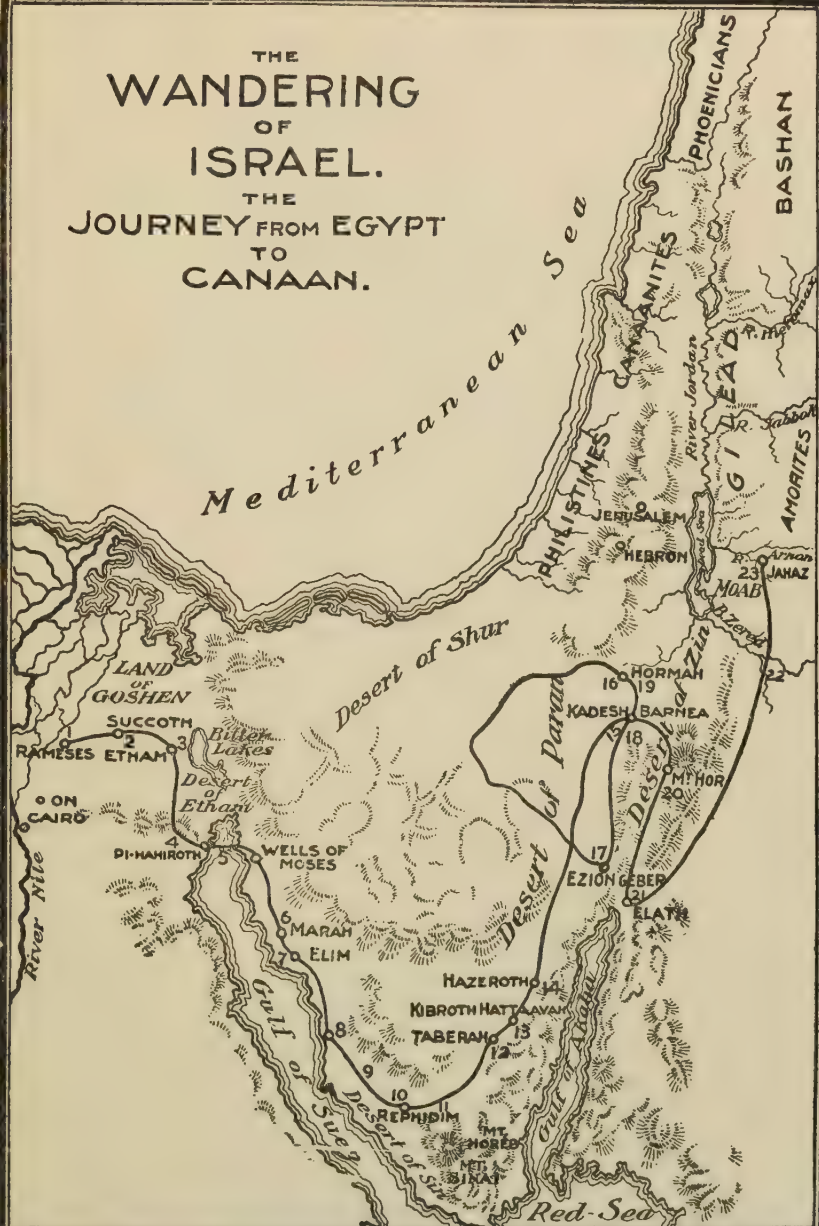 THE
WANDERING
OF
ISRAEL.
THE
JOURNEY FROM EGYPT
TO
CANAAN.
PHOENICIANS
BASHAN
Mediterranean Sea
CANAANITES
River Jordan
GILEAD
R. Jabbok
AMORITES
PHILISTINES
JERUSALEM
HEBRON
Dead Sea
R. Arnon
23 JAHAZ
MOAB
R. Zered
22
Desert of Shur
LAND
OF
GOSHEN
SUCCOTH
1 2 3
RAMESES ETHAM
Bitter
Lakes
Desert
of
Etham
ON
CAIRO
River Nile
4
PI-HAHIROTH
5
WELLS OF
MOSES
6
MARAH
7 ELIM
8
9
10
REPHIDIM
11
Gulf of Suez
Desert of Sin
MT.
HOREB
MT.
SINAI
TABERAH
12
KIBROTH HATTAAVAH
13
HAZEROTH 14
Desert of Paran
HORMAH
16 19
KADESH BARNEA
15 18
Desert of Zin
MT HOR
20
17
EZION GEBER
21
ELATH
Gulf of Akaba
Red-Sea